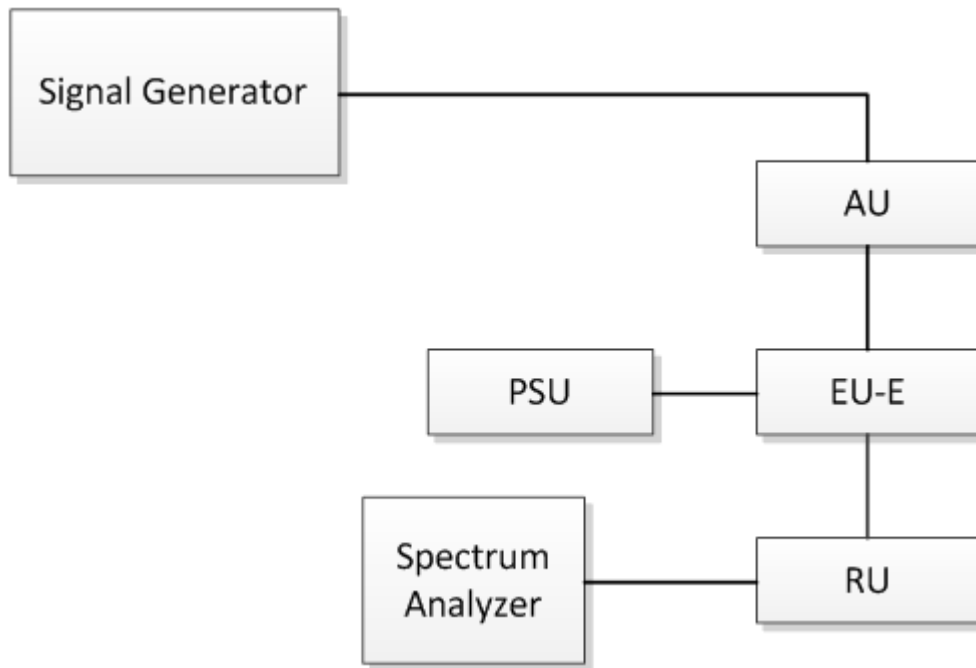 Signal Generator
AU
PSU
EU-E
Spectrum
Analyzer
RU